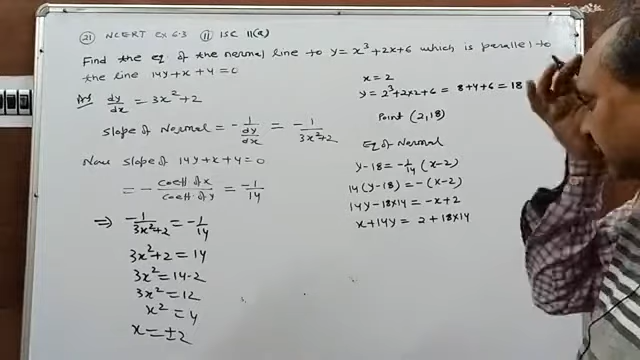 (21) NCERT Ex 6.3 (11) ISC 11(a)
Find the eq of the normal line to y = x³+2x+6 which is parallel to
the line 14y+x+4=0
Ans dy/dx = 3x²+2
slope of Normal = -1/(dy/dx) = -1/(3x²+2)
Now slope of 14y+x+4=0
= - coeff of x/coeff of y = -1/14
⇒ -1/(3x²+2) = -1/14
3x²+2 = 14
3x² = 14-2
3x² = 12
x² = 4
x = ±2
x = 2
y = 2³+2×2+6 = 8+4+6 = 18
Point (2,18)
Eq of Normal
y-18 = -1/14 (x-2)
14(y-18) = -(x-2)
14y-18×14 = -x+2
x+14y = 2+18×14